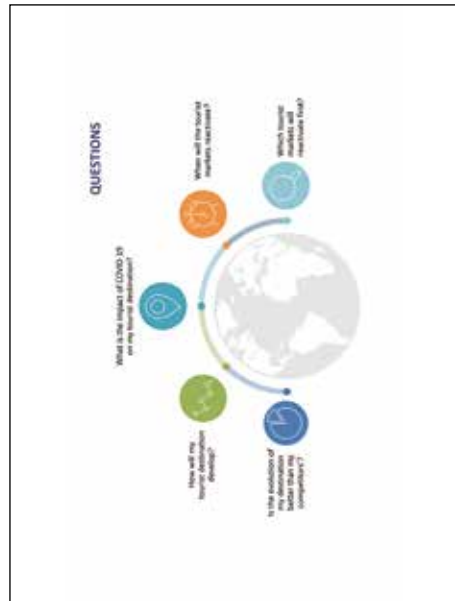 QUESTIONS
Is the evolution of
my destination
better than my
competitors'?
How will my
tourist destination
develop?
What is the impact of COVID-19
on my tourist destination?
When will the tourist
markets reactivate?
Which tourist
markets will
reactivate first?